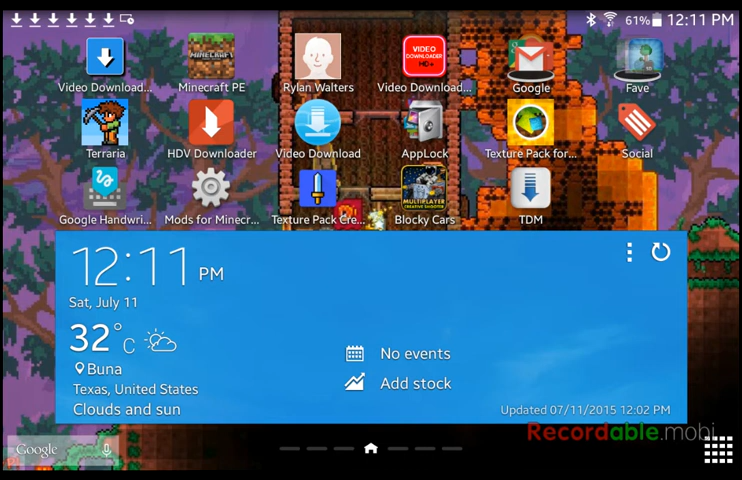 61% 12:11 PM
Video Download... Minecraft PE Rylan Walters Video Download... Google Fave
MINECRAFT
VIDEO
DOWNLOADER
HD+
Terraria HDV Downloader Video Download AppLock Texture Pack for... Social
Google Handwri... Mods for Minecr... Texture Pack Cre... Blocky Cars TDM
MULTIPLAYER
CREATIVE SHOOTER
12:11 PM
Sat, July 11
32°C
Buna
Texas, United States
Clouds and sun
No events
Add stock
Updated 07/11/2015 12:02 PM
Recordable.mobi
Google